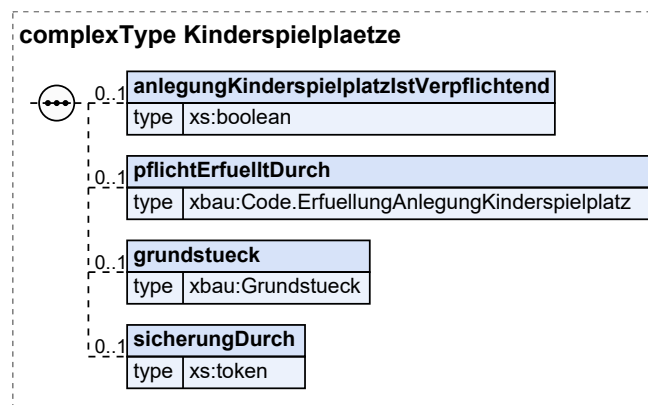 complexType Kinderspielplaetze
0..1 anlegungKinderspielplatzIstVerpflichtend
type xs:boolean
0..1 pflichtErfuelltDurch
type xbau:Code.ErfuellungAnlegungKinderspielplatz
0..1 grundstueck
type xbau:Grundstueck
0..1 sicherungDurch
type xs:token